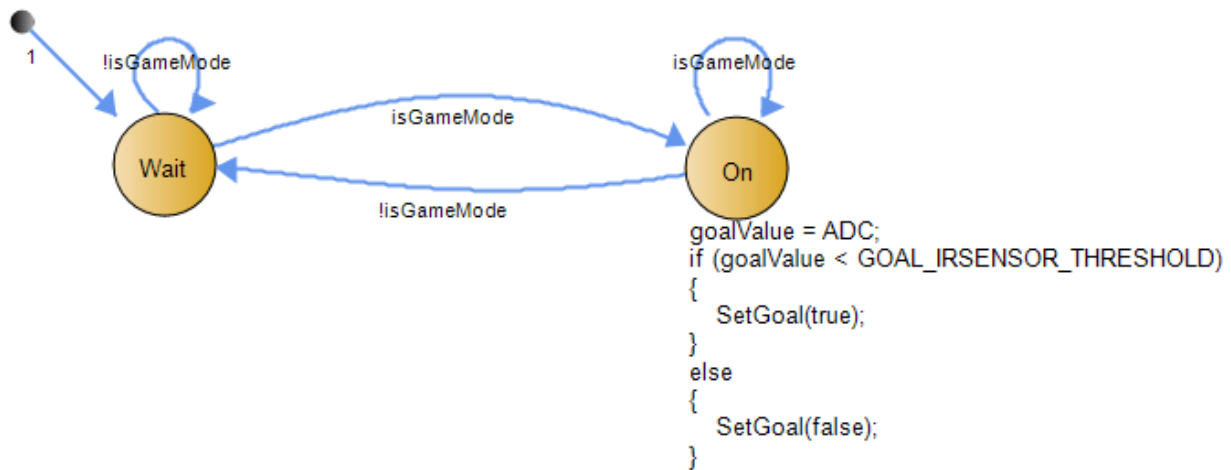 1
!isGameMode
isGameMode
isGameMode
Wait
On
!isGameMode
goalValue = ADC;
if (goalValue < GOAL_IRSENSOR_THRESHOLD)
{
SetGoal(true);
}
else
{
SetGoal(false);
}